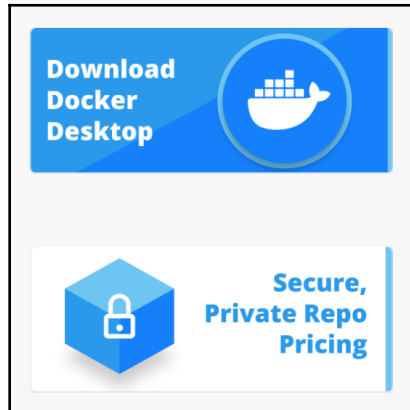 Download
Docker
Desktop
Secure,
Private Repo
Pricing